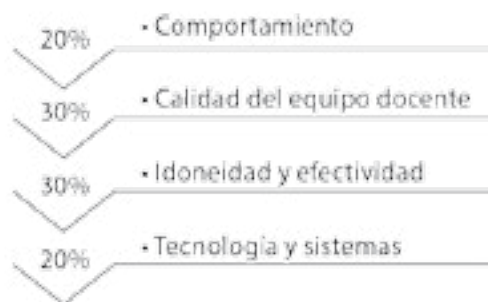 20% • Comportamiento
30% • Calidad del equipo docente
30% • Idoneidad y efectividad
20% • Tecnología y sistemas